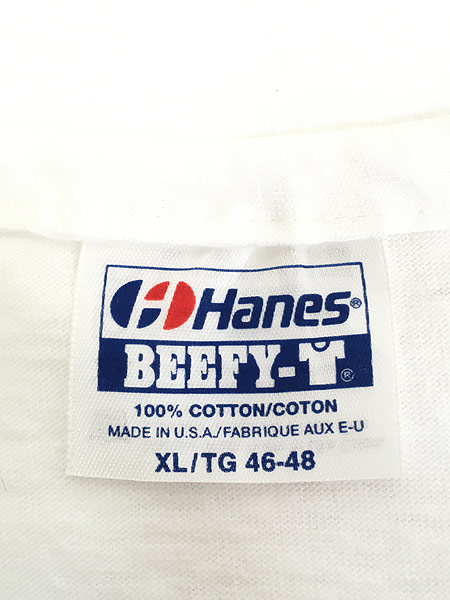 Hanes®
BEEFY-T®
100% COTTON/COTON
MADE IN U.S.A./FABRIQUE AUX E-U
XL/TG 46-48